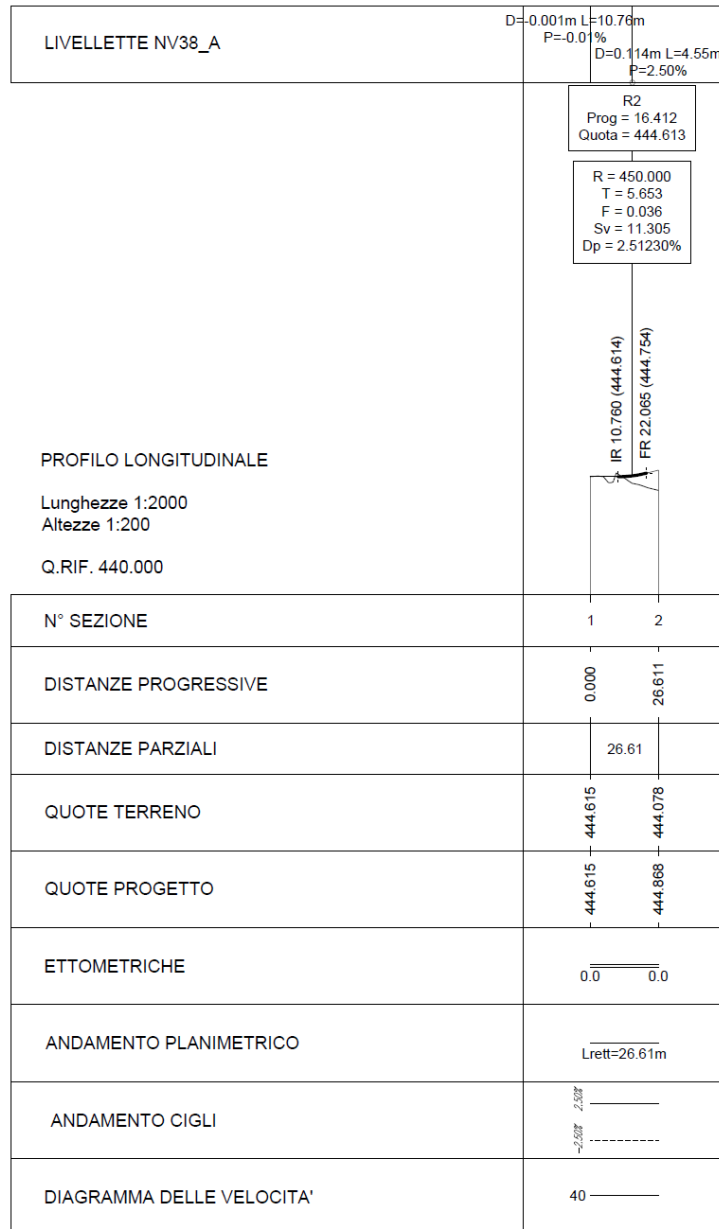 LIVELLETTE NV38_A
D=-0.001m L=10.76m
P=-0.01%
D=0.114m L=4.55m
P=2.50%
R2
Prog = 16.412
Quota = 444.613
R = 450.000
T = 5.653
F = 0.036
Sv = 11.305
Dp = 2.51230%
IR 10.760 (444.614)
FR 22.065 (444.754)
PROFILO LONGITUDINALE
Lunghezze 1:2000
Altezze 1:200
Q.RIF. 440.000
N° SEZIONE
1 2
DISTANZE PROGRESSIVE
0.000 26.611
DISTANZE PARZIALI
26.61
QUOTE TERRENO
444.615 444.078
QUOTE PROGETTO
444.615 444.868
ETTOMETRICHE
0.0 0.0
ANDAMENTO PLANIMETRICO
Lrett=26.61m
ANDAMENTO CIGLI
2.50%
-2.50%
DIAGRAMMA DELLE VELOCITA'
40